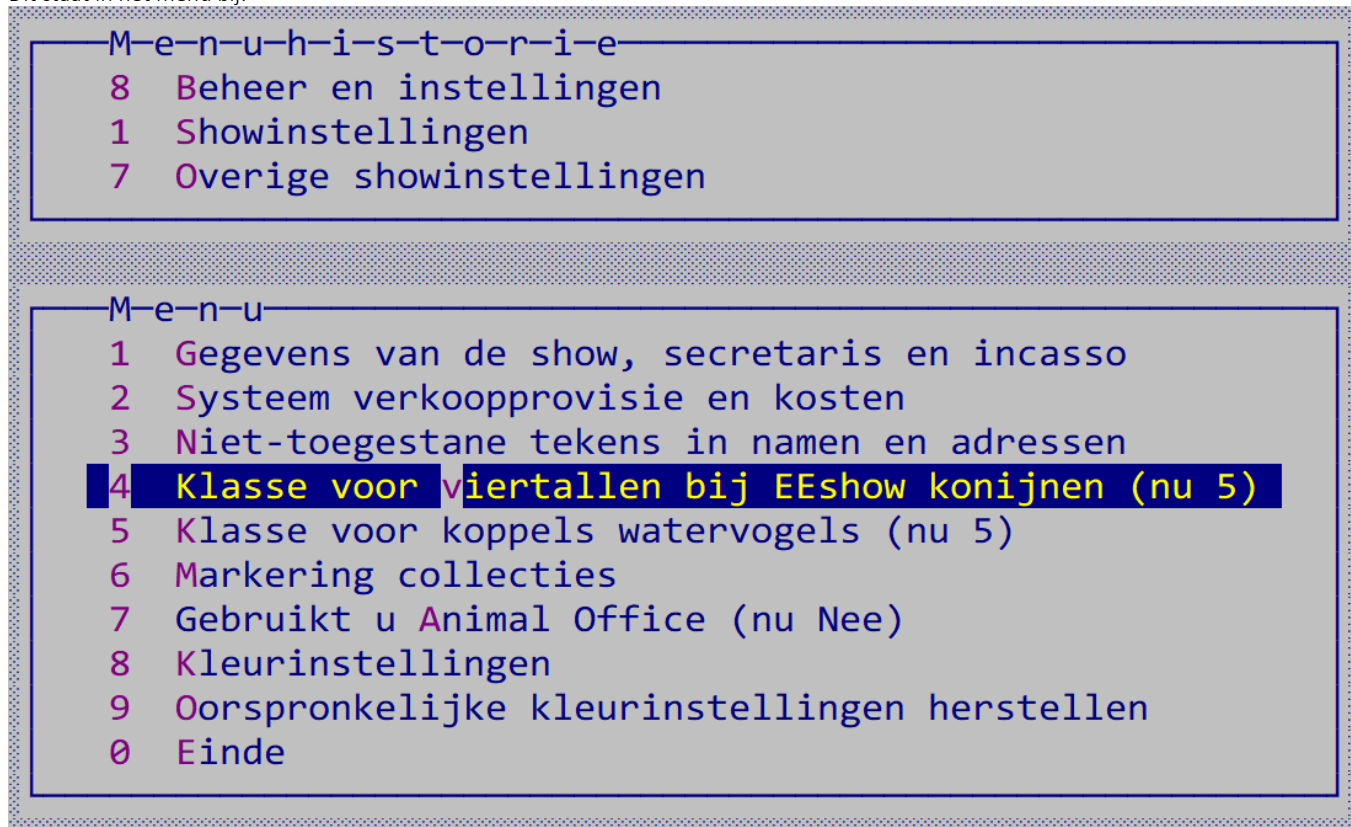 M-e-n-u-h-i-s-t-o-r-i-e
8 Beheer en instellingen
1 Showinstellingen
7 Overige showinstellingen
M-e-n-u
1 Gegevens van de show, secretaris en incasso
2 Systeem verkoopprovisie en kosten
3 Niet-toegestane tekens in namen en adressen
4 Klasse voor viertallen bij EEshow konijnen (nu 5)
5 Klasse voor koppels watervogels (nu 5)
6 Markering collecties
7 Gebruikt u Animal Office (nu Nee)
8 Kleurinstellingen
9 Oorspronkelijke kleurinstellingen herstellen
0 Einde